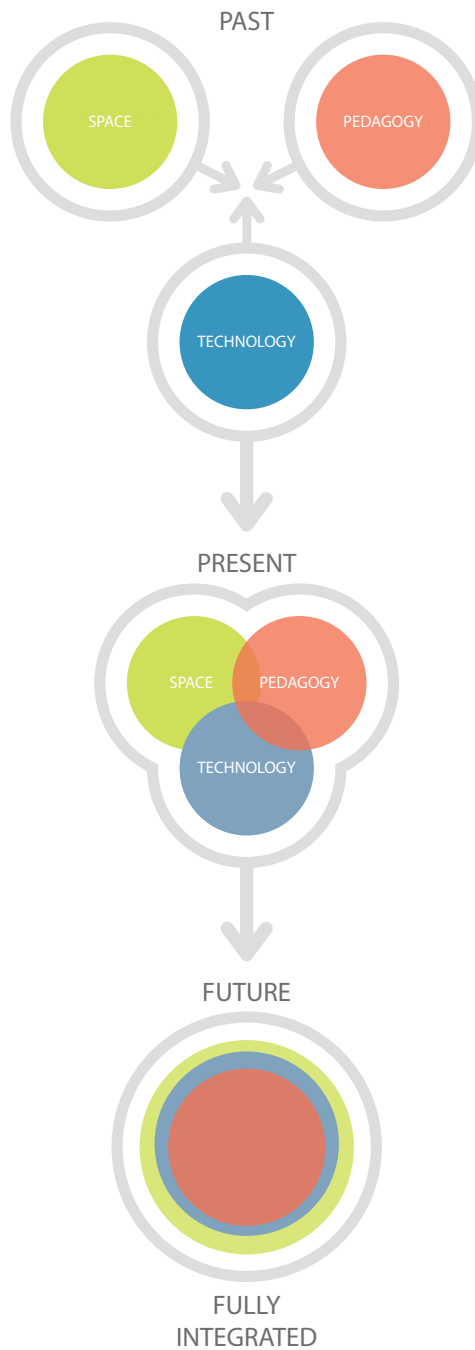 PAST
SPACE
PEDAGOGY
TECHNOLOGY
PRESENT
SPACE
PEDAGOGY
TECHNOLOGY
FUTURE
FULLY
INTEGRATED